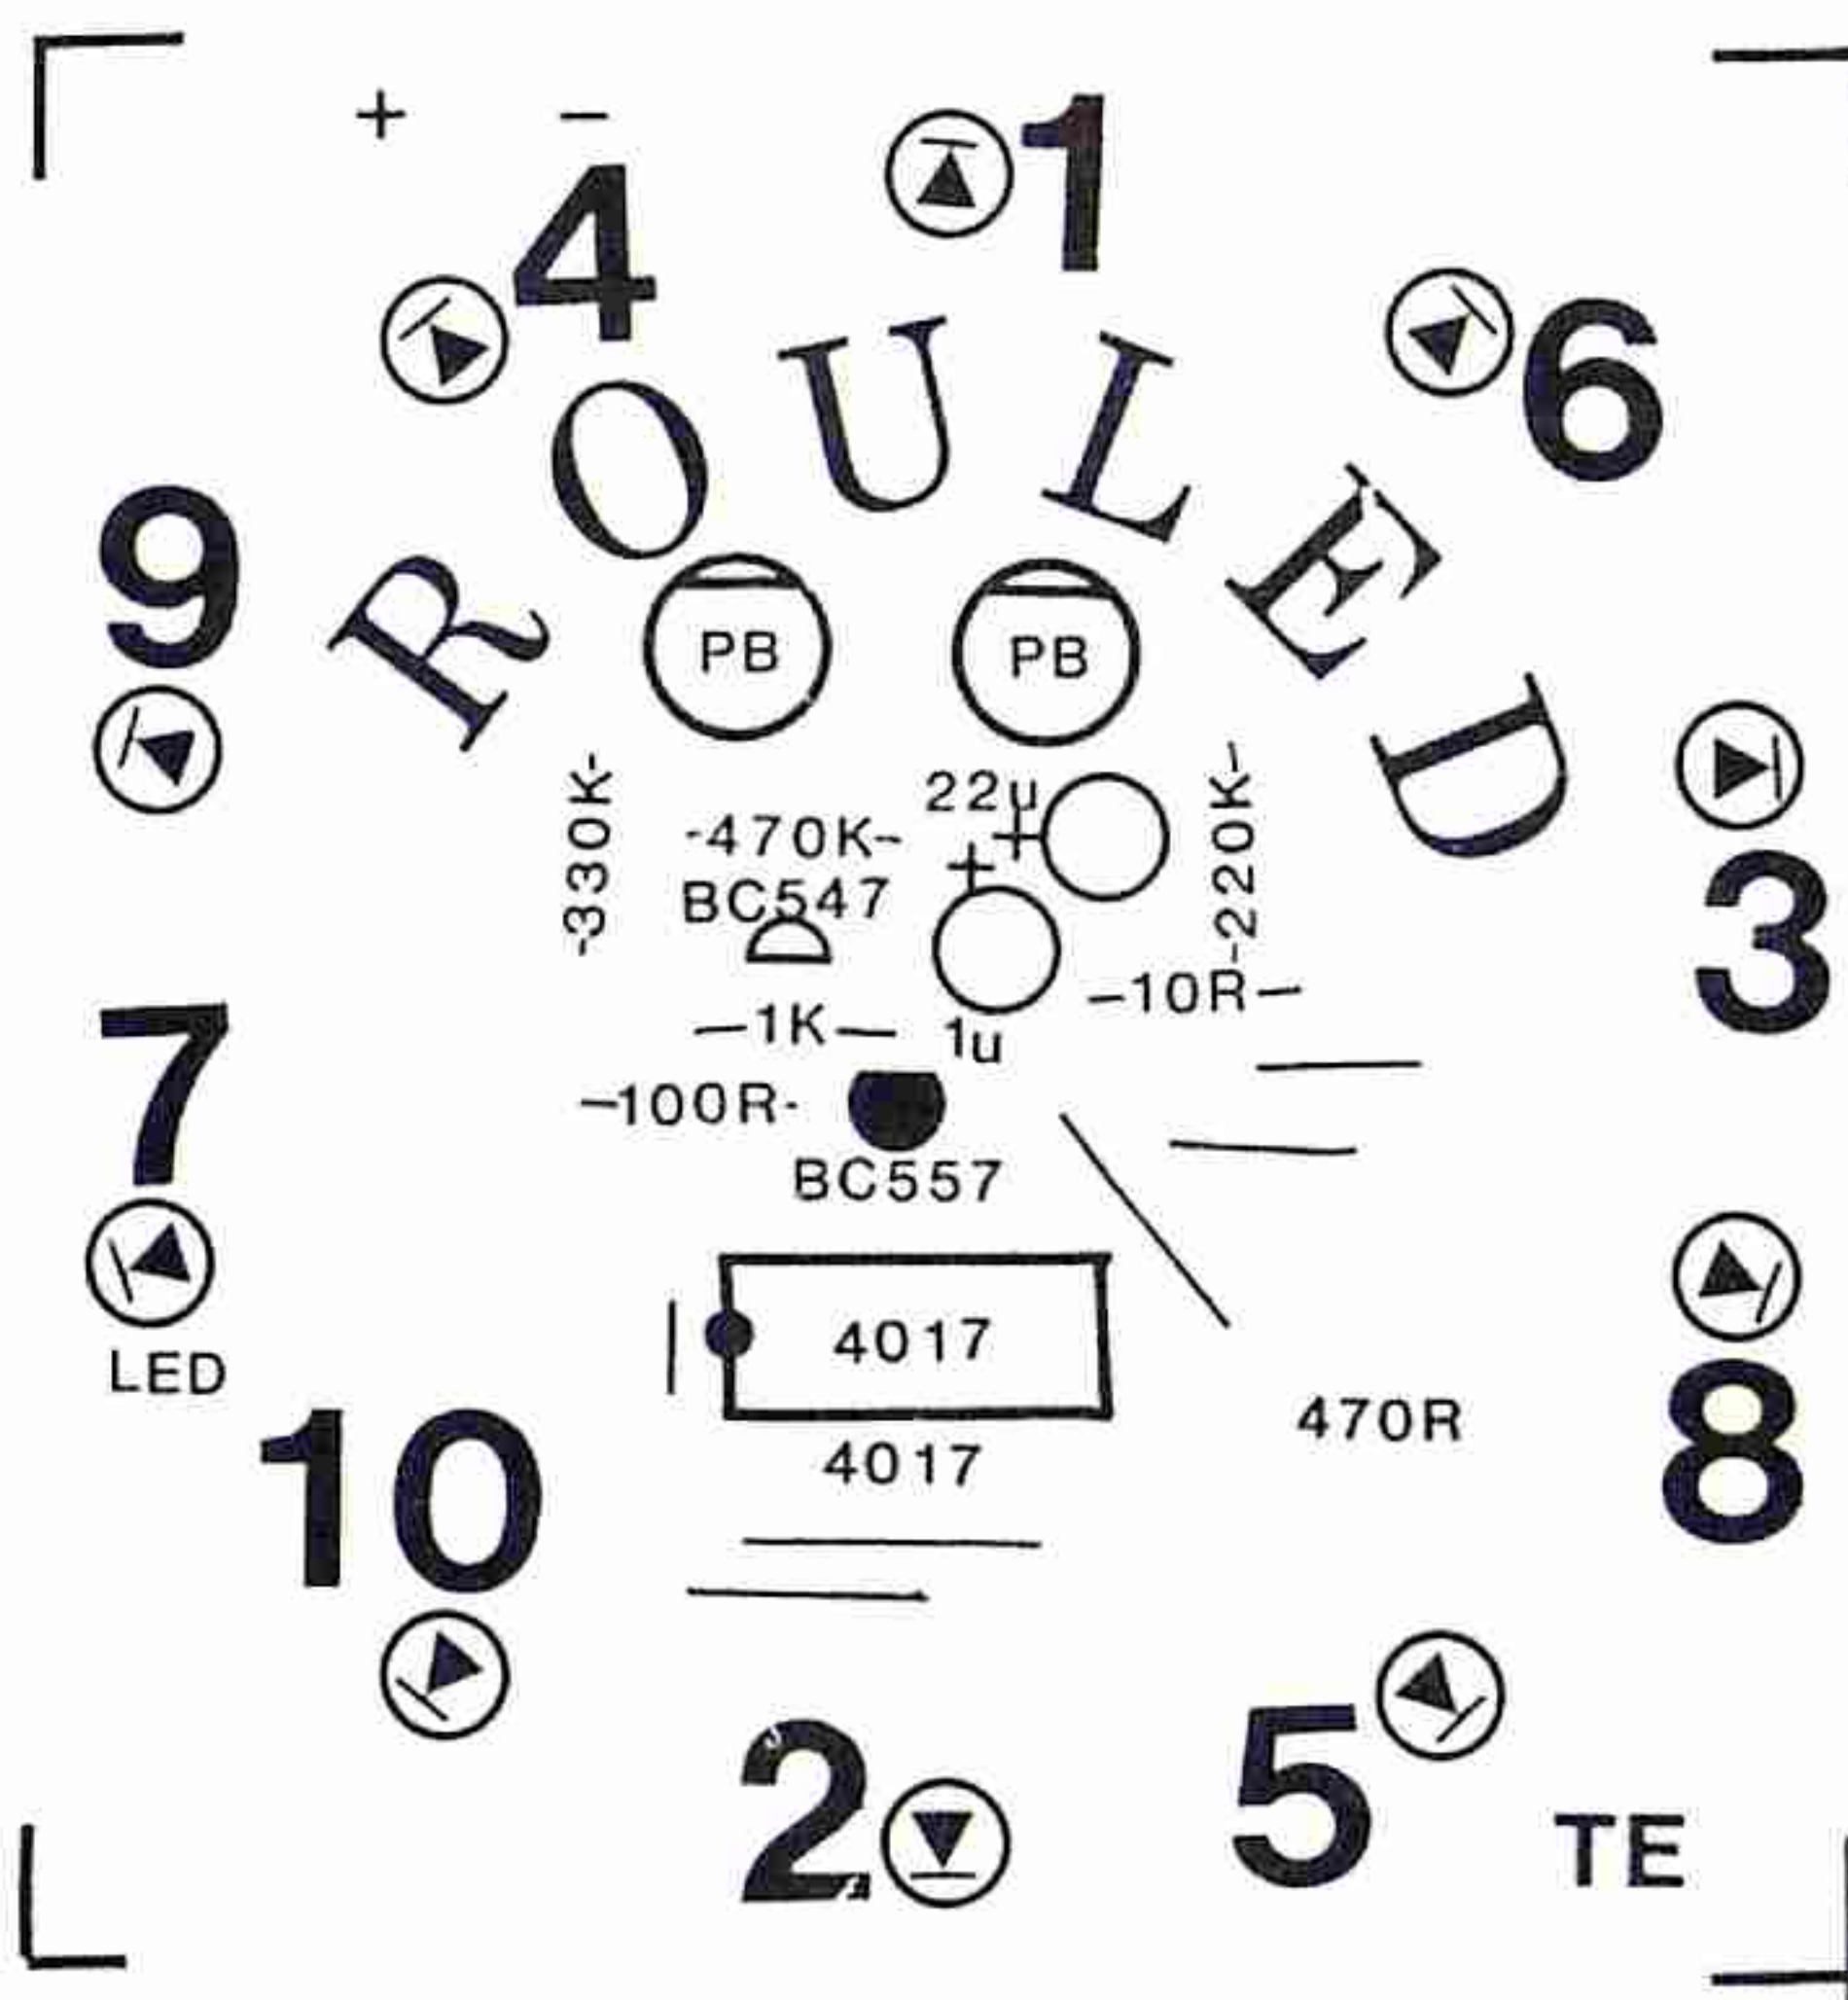 + -
1
4
6
ROULED
9
PB PB
3
22µ
-330K-
-470K-
-220K-
BC547
+
+
-10R-
-1K-
1u
7
-100R-
BC557
4017
LED
8
470R
10
4017
2
5
TE